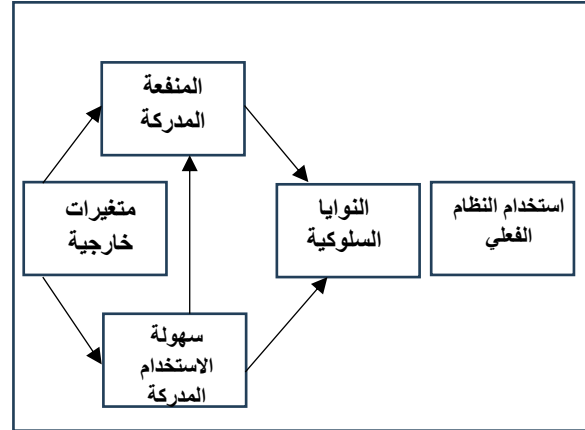 المنفعة
المدركة
متغيرات
خارجية
النوايا
السلوكية
استخدام النظام
الفعلي
سهولة
الاستخدام
المدركة